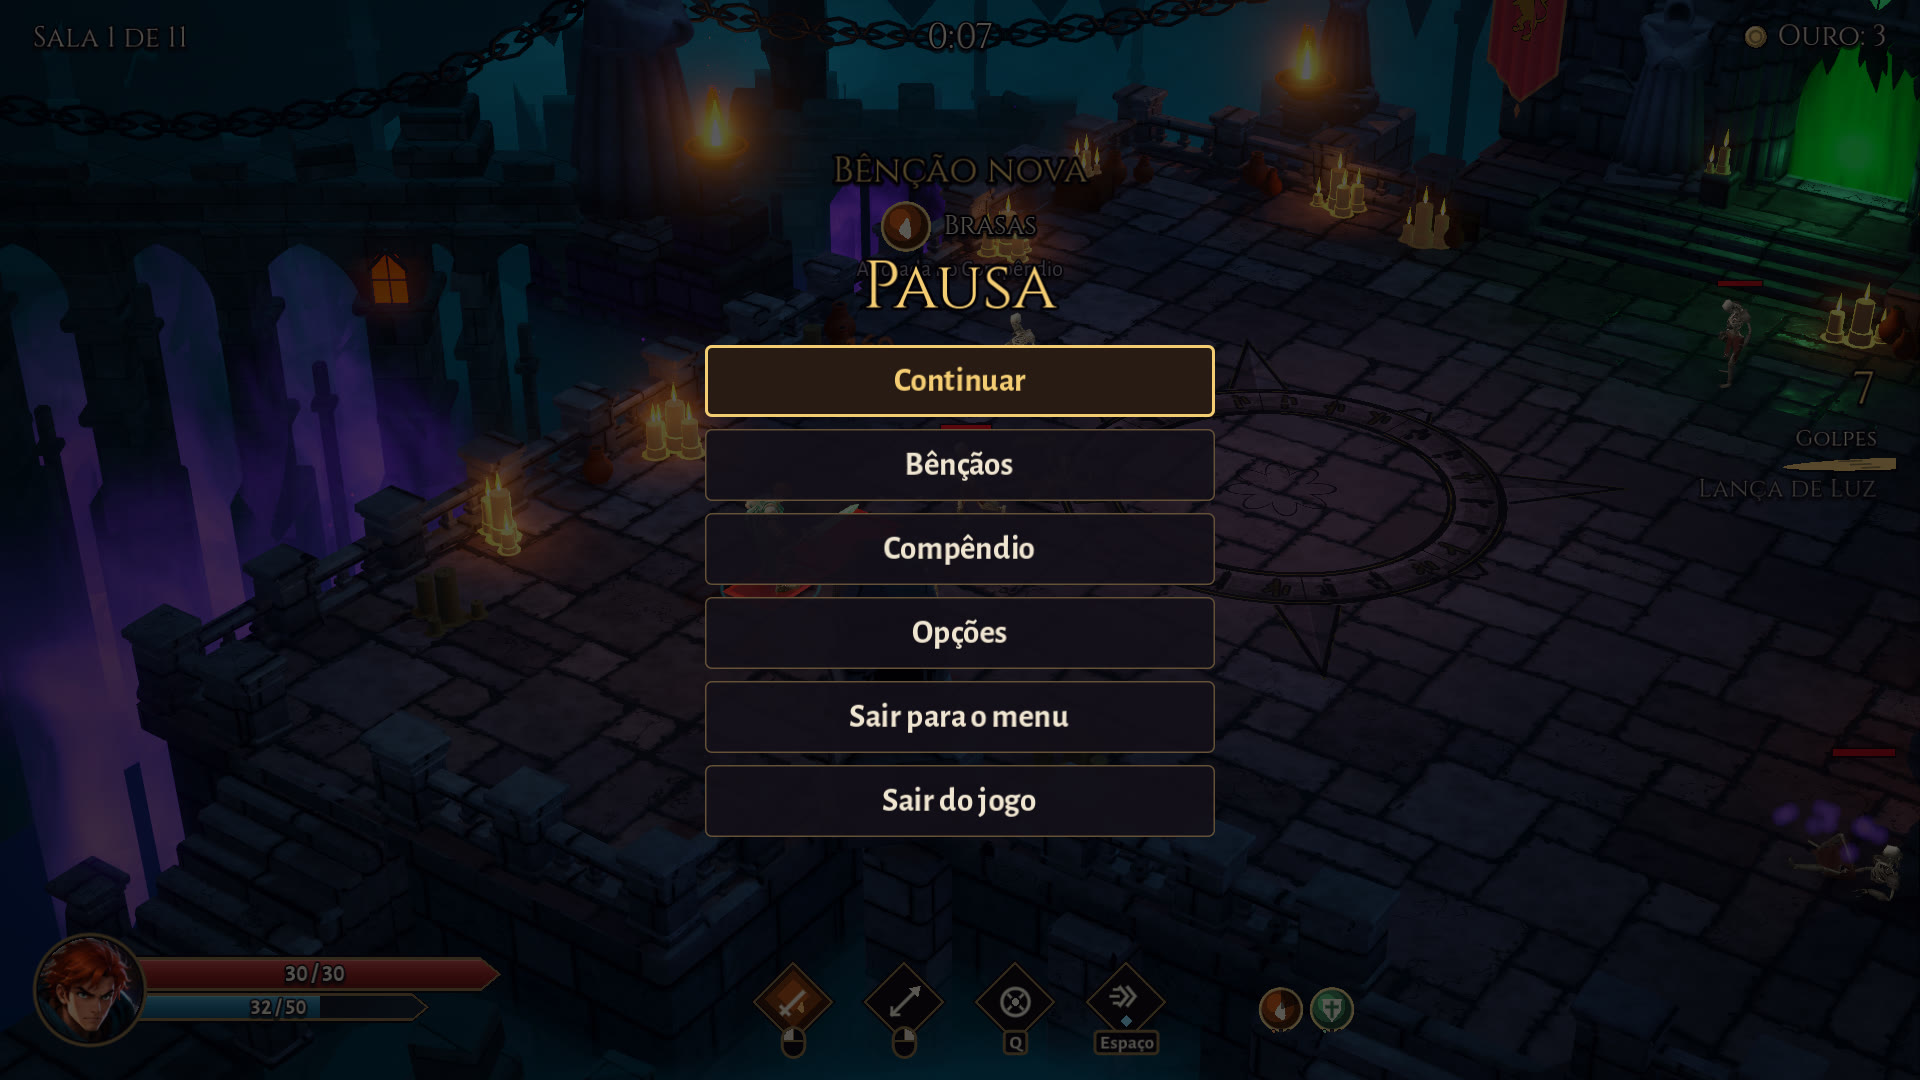 SALA 1 DE 11
0:07
OURO: 3
BÊNÇÃO NOVA
BRASAS
PAUSA
Continuar
7
GOLPES
Bênçãos
LANÇA DE LUZ
Compêndio
Opções
Sair para o menu
Sair do jogo
30/30
32/50
Q
Espaço